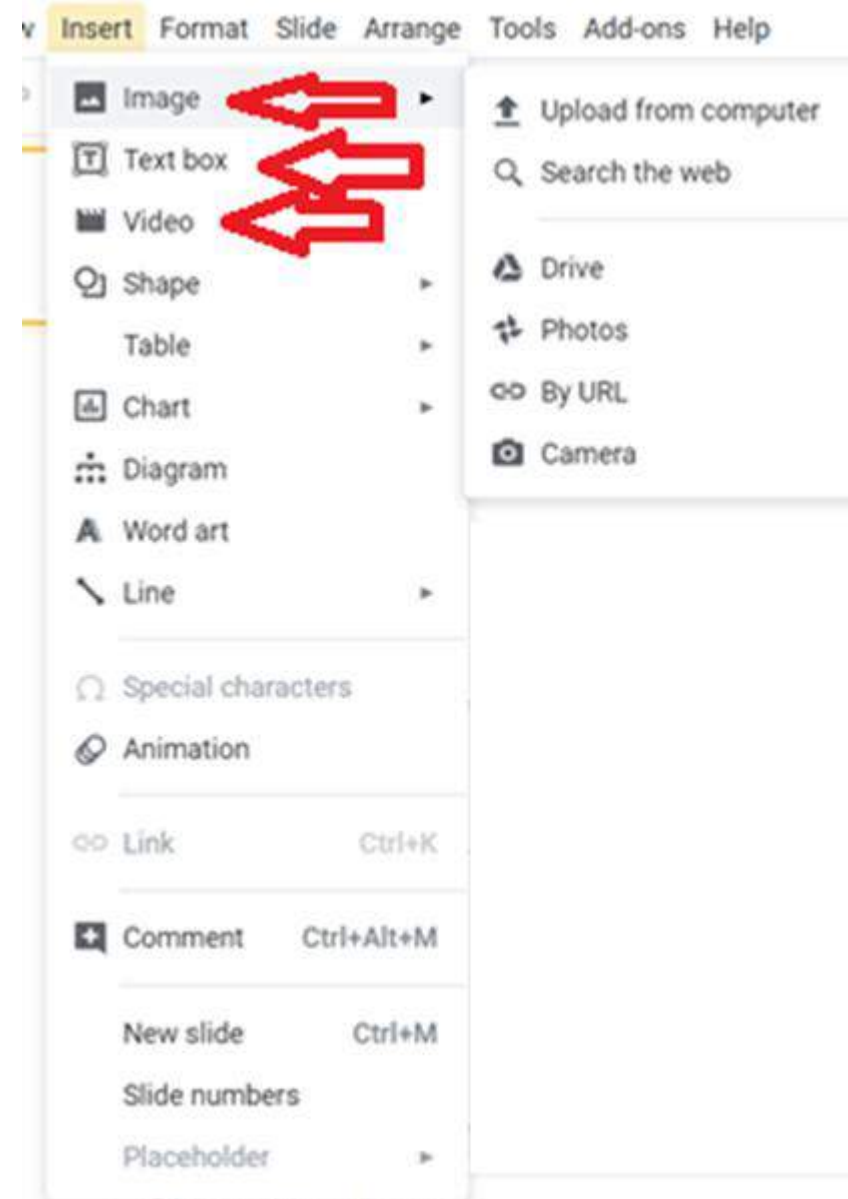 Insert Format Slide Arrange Tools Add-ons Help
Image
Text box
Video
Shape
Table
Chart
Diagram
Word art
Line
Special characters
Animation
Link Ctrl+K
Comment Ctrl+Alt+M
New slide Ctrl+M
Slide numbers
Placeholder
Upload from computer
Search the web
Drive
Photos
By URL
Camera